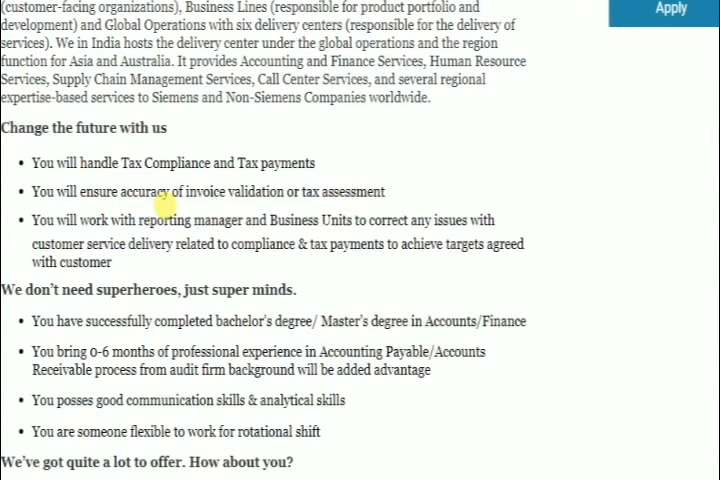 (customer-facing organizations), Business Lines (responsible for product portfolio and
Apply
development) and Global Operations with six delivery centers (responsible for the delivery of
services). We in India hosts the delivery center under the global operations and the region
function for Asia and Australia. It provides Accounting and Finance Services, Human Resource
Services, Supply Chain Management Services, Call Center Services, and several regional
expertise-based services to Siemens and Non-Siemens Companies worldwide.
Change the future with us
• You will handle Tax Compliance and Tax payments
• You will ensure accuracy of invoice validation or tax assessment
• You will work with reporting manager and Business Units to correct any issues with
customer service delivery related to compliance & tax payments to achieve targets agreed
with customer
We don't need superheroes, just super minds.
• You have successfully completed bachelor's degree/ Master's degree in Accounts/Finance
• You bring 0-6 months of professional experience in Accounting Payable/Accounts
Receivable process from audit firm background will be added advantage
• You posses good communication skills & analytical skills
• You are someone flexible to work for rotational shift
We've got quite a lot to offer. How about you?